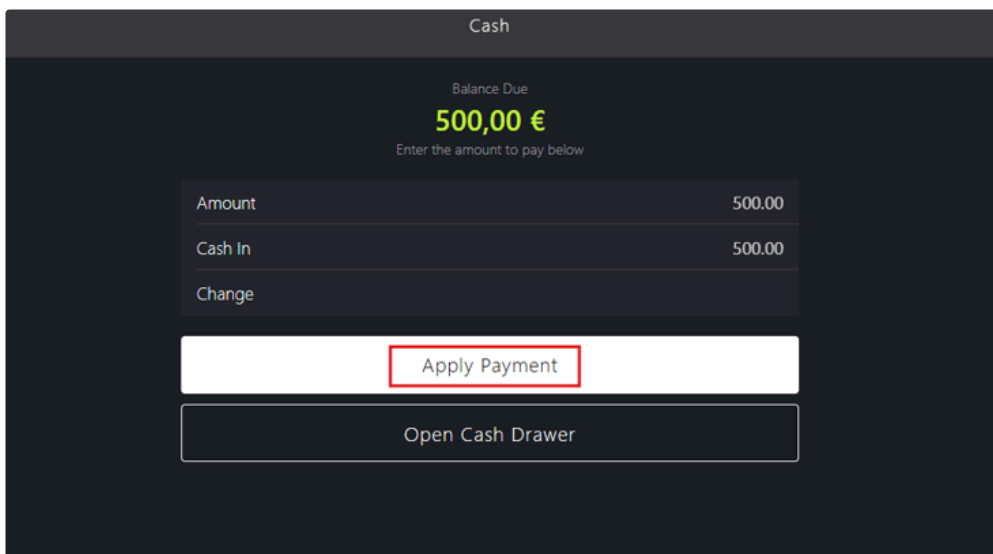 Cash
Balance Due
500,00 €
Enter the amount to pay below
Amount 500.00
Cash In 500.00
Change
Apply Payment
Open Cash Drawer